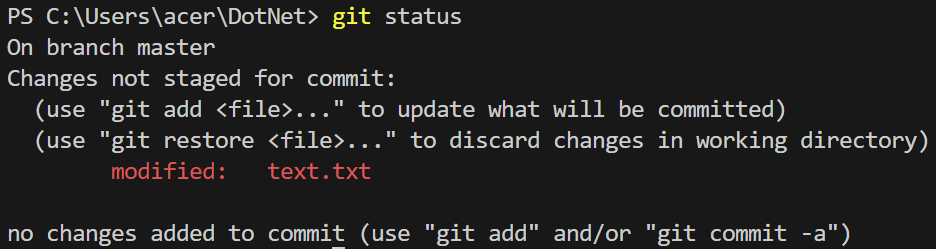 PS C:\Users\acer\DotNet> git status
On branch master
Changes not staged for commit:
  (use "git add <file>..." to update what will be committed)
  (use "git restore <file>..." to discard changes in working directory)
        modified:   text.txt

no changes added to commit (use "git add" and/or "git commit -a")